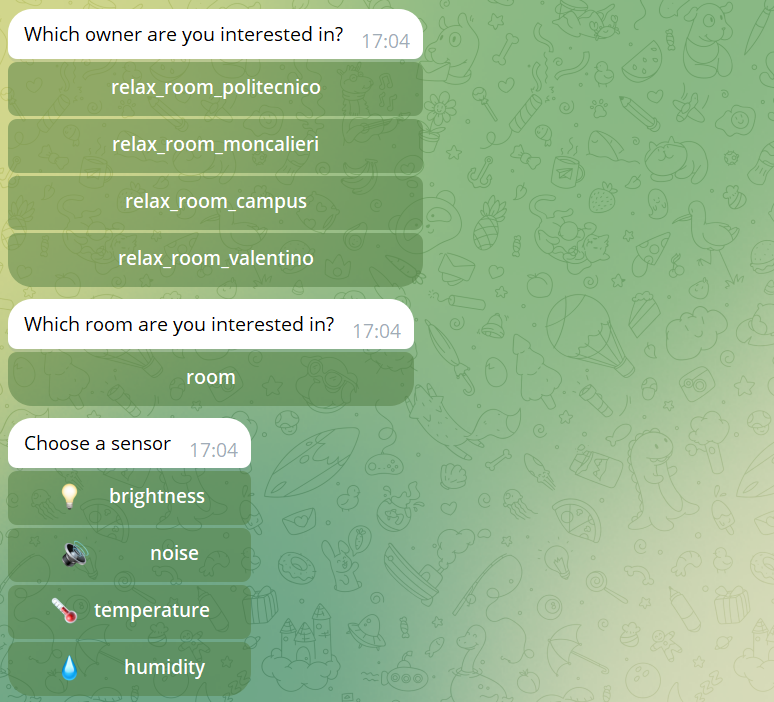 Which owner are you interested in? 17:04
relax_room_politecnico
relax_room_moncalieri
relax_room_campus
relax_room_valentino
Which room are you interested in? 17:04
room
Choose a sensor 17:04
brightness
noise
temperature
humidity